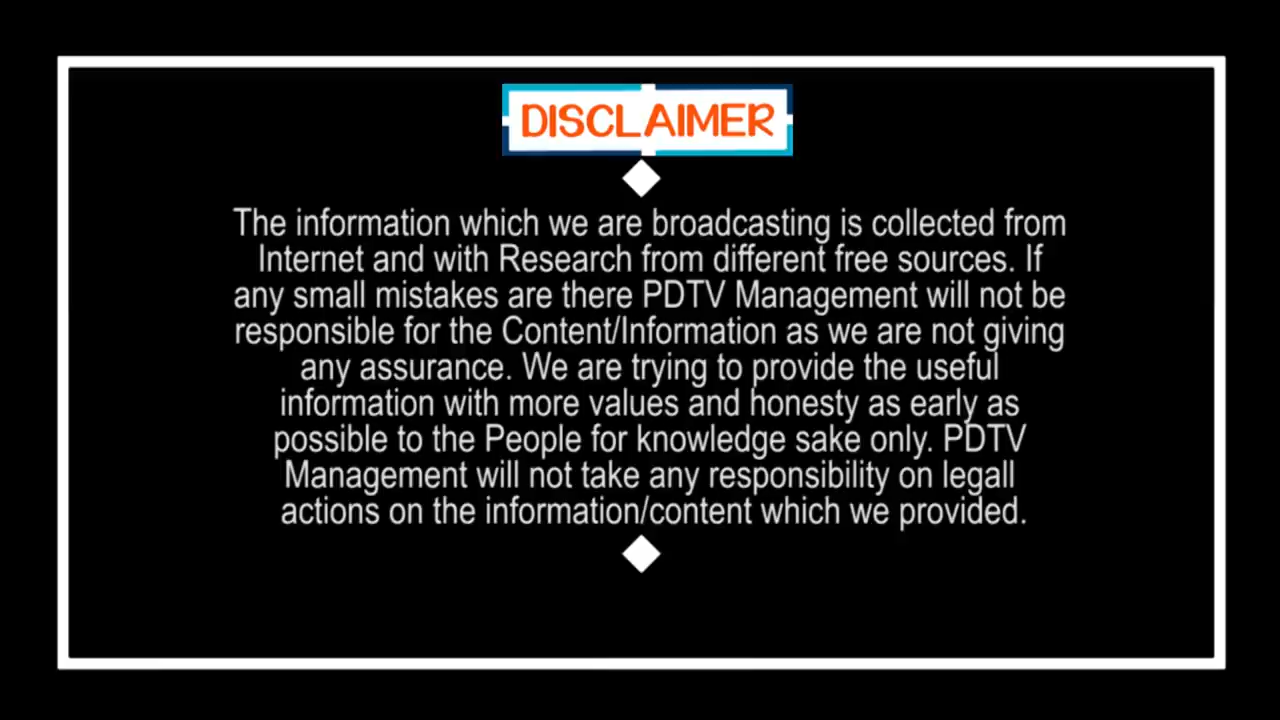 DISCLAIMER
The information which we are broadcasting is collected from
Internet and with Research from different free sources. If
any small mistakes are there PDTV Management will not be
responsible for the Content/Information as we are not giving
any assurance. We are trying to provide the useful
information with more values and honesty as early as
possible to the People for knowledge sake only. PDTV
Management will not take any responsibility on legall
actions on the information/content which we provided.